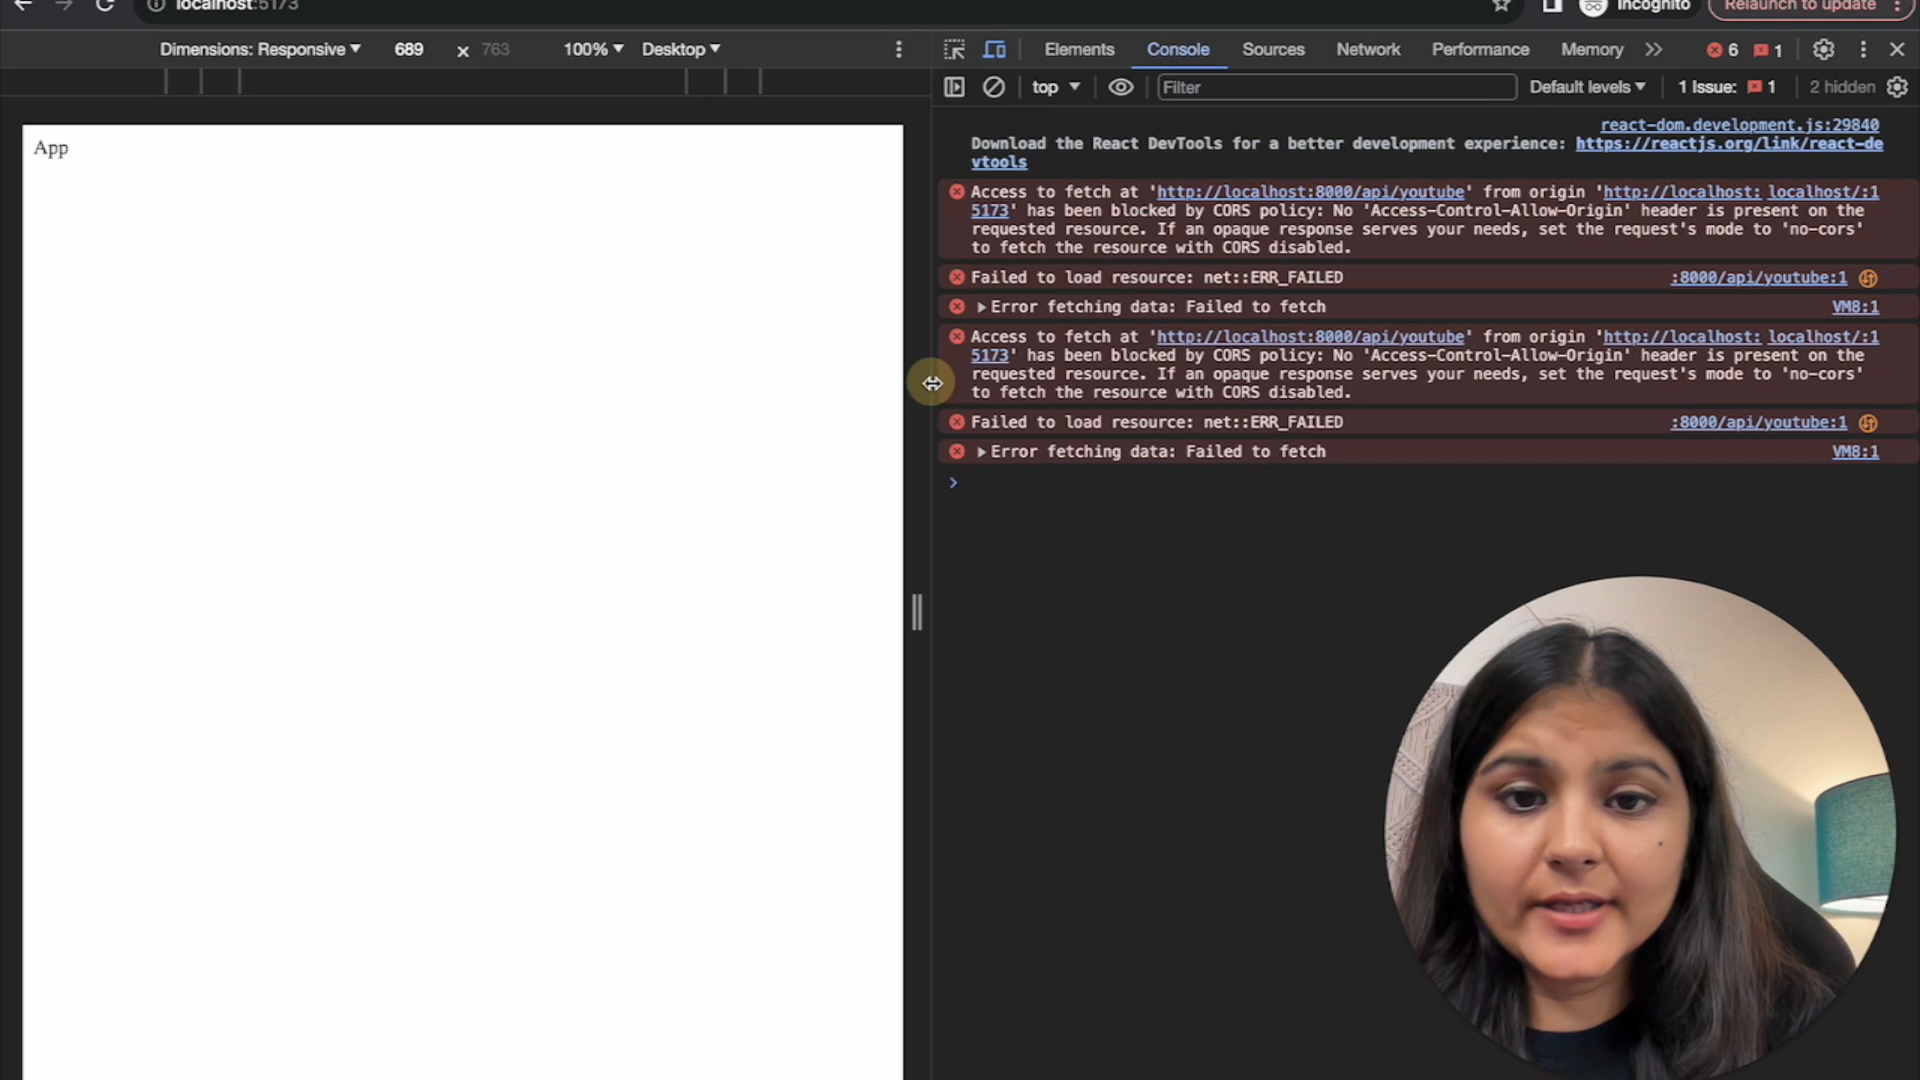 localhost:5173
Incognito
Relaunch to update
Dimensions: Responsive 689 x 763 100% Desktop
Elements Console Sources Network Performance Memory 6 1
top Filter Default levels 1 Issue: 1 2 hidden
App
react-dom.development.js:29840
Download the React DevTools for a better development experience: https://reactjs.org/link/react-de
vtools
Access to fetch at 'http://localhost:8000/api/youtube' from origin 'http://localhost: localhost/:1
5173' has been blocked by CORS policy: No 'Access-Control-Allow-Origin' header is present on the
requested resource. If an opaque response serves your needs, set the request's mode to 'no-cors'
to fetch the resource with CORS disabled.
Failed to load resource: net::ERR_FAILED :8000/api/youtube:1
Error fetching data: Failed to fetch VM8:1
Access to fetch at 'http://localhost:8000/api/youtube' from origin 'http://localhost: localhost/:1
5173' has been blocked by CORS policy: No 'Access-Control-Allow-Origin' header is present on the
requested resource. If an opaque response serves your needs, set the request's mode to 'no-cors'
to fetch the resource with CORS disabled.
Failed to load resource: net::ERR_FAILED :8000/api/youtube:1
Error fetching data: Failed to fetch VM8:1